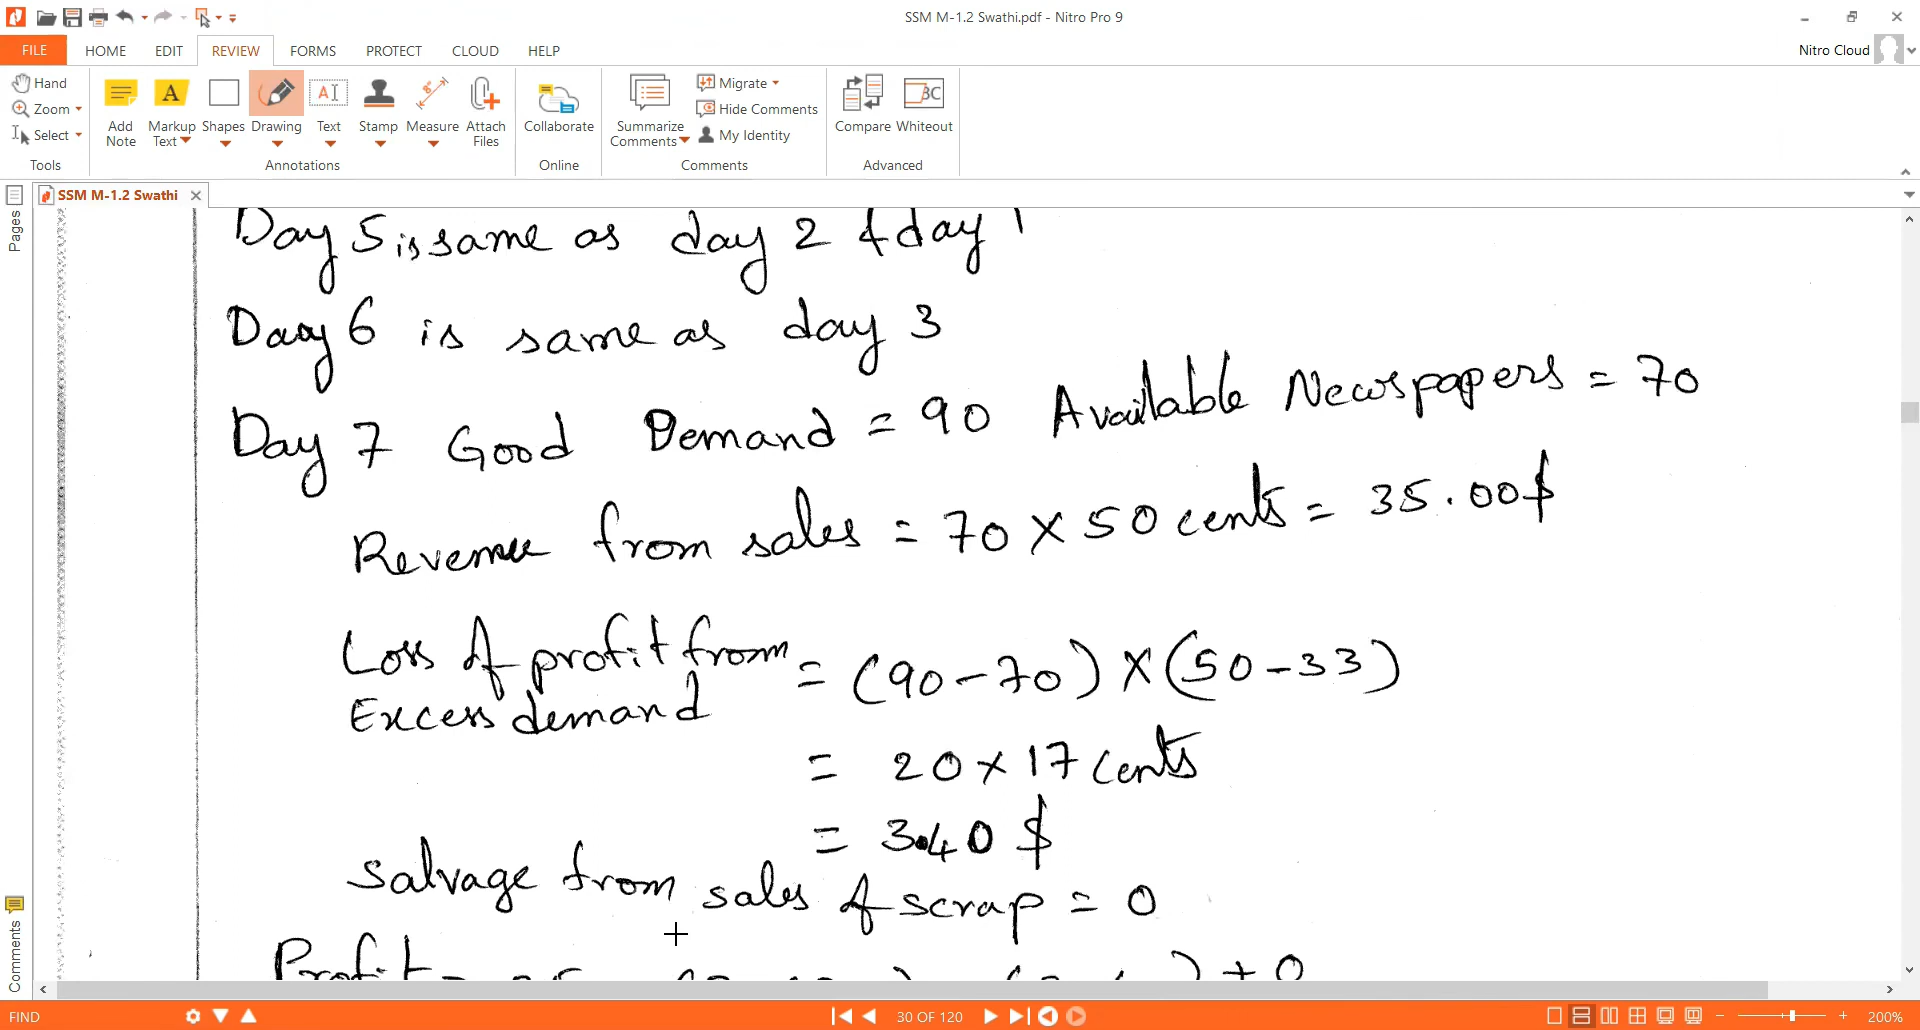 SSM M-1.2 Swathi.pdf - Nitro Pro 9
FILE HOME EDIT REVIEW FORMS PROTECT CLOUD HELP
Nitro Cloud
Hand
Zoom
Select
Tools
Add Note
Markup Text
Shapes
Drawing
Text
Stamp
Measure
Attach Files
Annotations
Collaborate
Online
Summarize Comments
Migrate
Hide Comments
My Identity
Comments
Compare
Whiteout
Advanced
SSM M-1.2 Swathi
Pages
Day 5 is same as day 2 & day 1
Day 6 is same as day 3
Day 7 Good Demand = 90 Available Newspapers = 70
Revenue from sales = 70 X 50 cents = 35.00$
Loss of profit from Excess demand = (90-70) X (50-33)
= 20 x 17 cents
= 3.40 $
Salvage from sales of scrap = 0
Profit =
+ 0
Comments
FIND
30 OF 120
200%